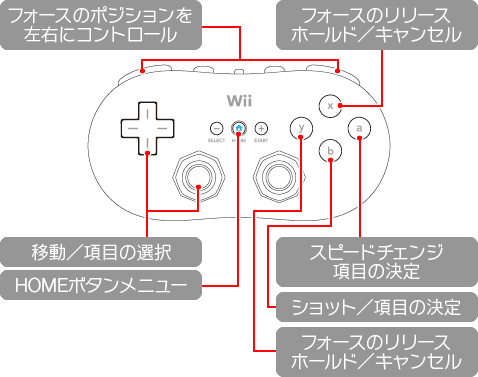 フォースのポジションを
左右にコントロール
フォースのリリース
ホールド／キャンセル
Wii
x
y
a
b
−
+
SELECT HOME START
移動／項目の選択
HOMEボタンメニュー
スピードチェンジ
項目の決定
ショット／項目の決定
フォースのリリース
ホールド／キャンセル